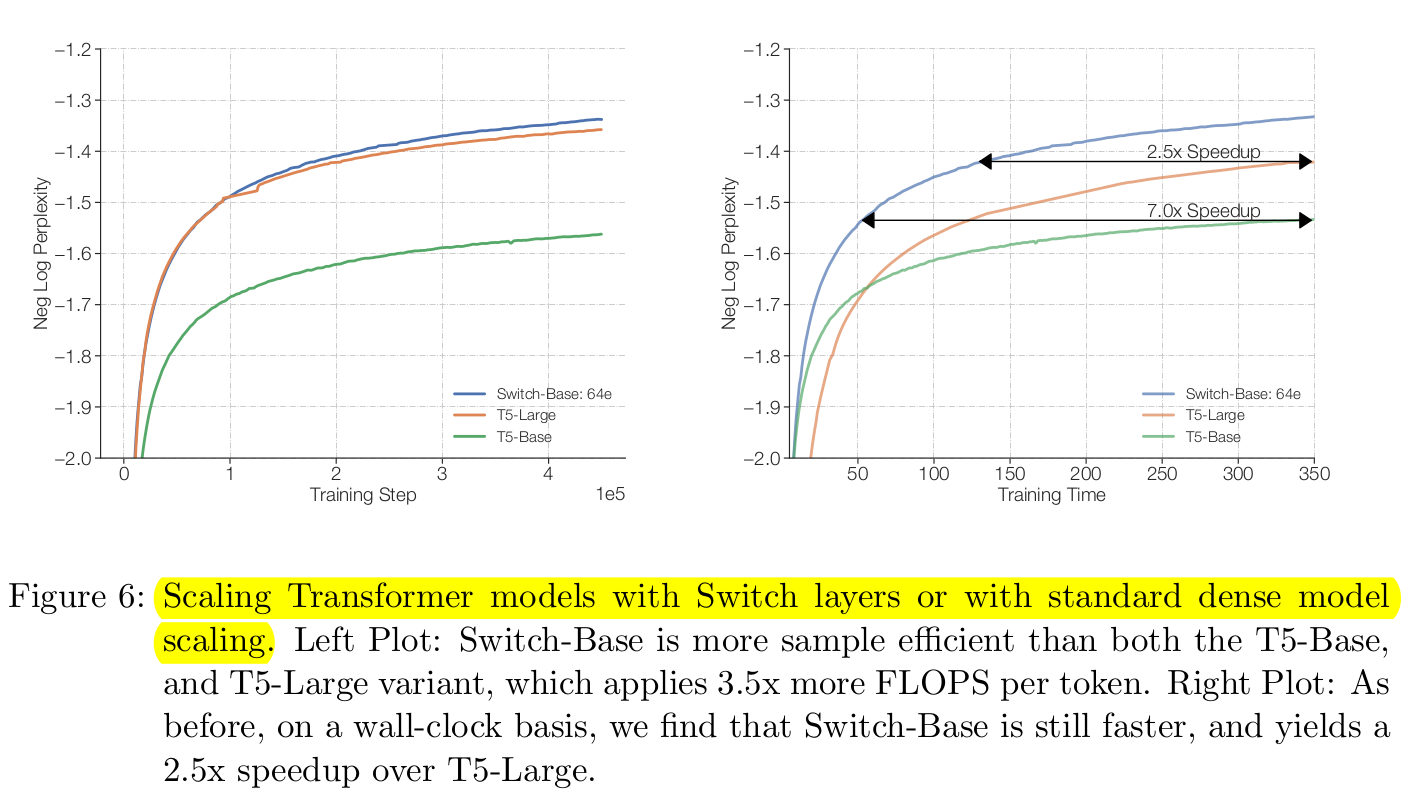 −1.2
−1.3
−1.4
−1.5
−1.6
−1.7
−1.8
−1.9
−2.0
Neg Log Perplexity
0 1 2 3 4
Training Step 1e5
Switch-Base: 64e
T5-Large
T5-Base
−1.2
−1.3
−1.4
−1.5
−1.6
−1.7
−1.8
−1.9
−2.0
Neg Log Perplexity
2.5x Speedup
7.0x Speedup
Switch-Base: 64e
T5-Large
T5-Base
50 100 150 200 250 300 350
Training Time
Figure 6: Scaling Transformer models with Switch layers or with standard dense model
scaling. Left Plot: Switch-Base is more sample efficient than both the T5-Base,
and T5-Large variant, which applies 3.5x more FLOPS per token. Right Plot: As
before, on a wall-clock basis, we find that Switch-Base is still faster, and yields a
2.5x speedup over T5-Large.